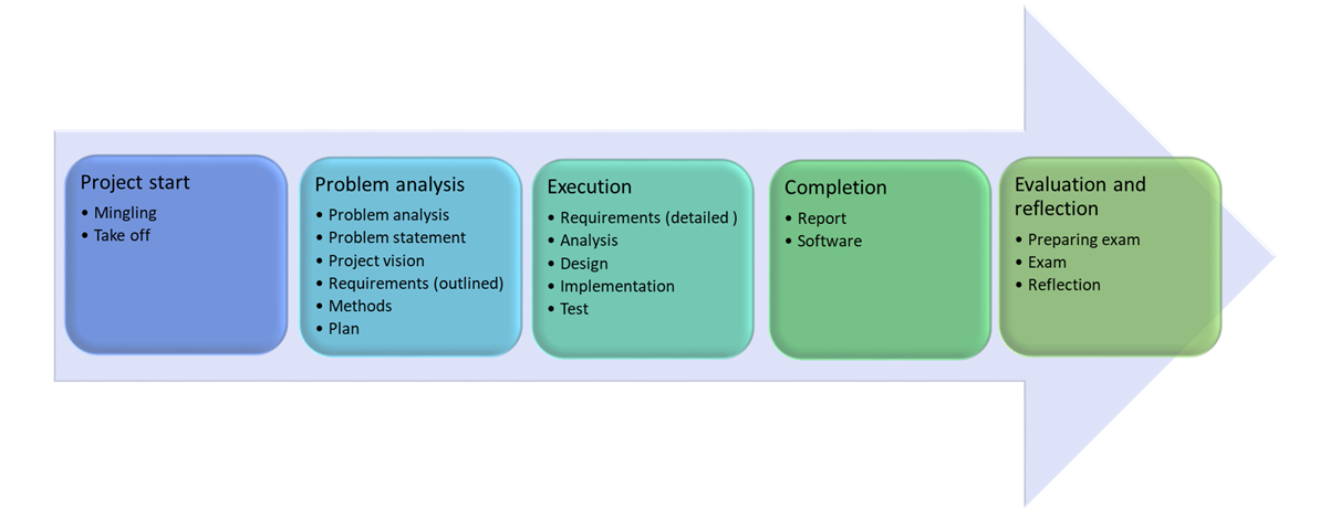 Project start
• Mingling
• Take off
Problem analysis
• Problem analysis
• Problem statement
• Project vision
• Requirements (outlined)
• Methods
• Plan
Execution
• Requirements (detailed )
• Analysis
• Design
• Implementation
• Test
Completion
• Report
• Software
Evaluation and
reflection
• Preparing exam
• Exam
• Reflection